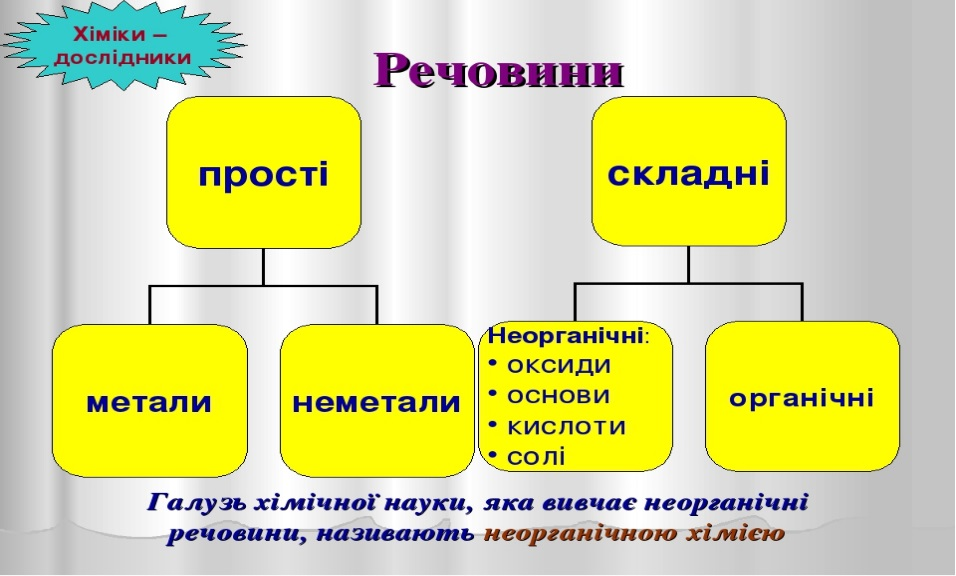 Хіміки –
дослідники
Речовини
прості
складні
метали
неметали
Неорганічні:
• оксиди
• основи
• кислоти
• солі
органічні
Галузь хімічної науки, яка вивчає неорганічні
речовини, називають неорганічною хімією